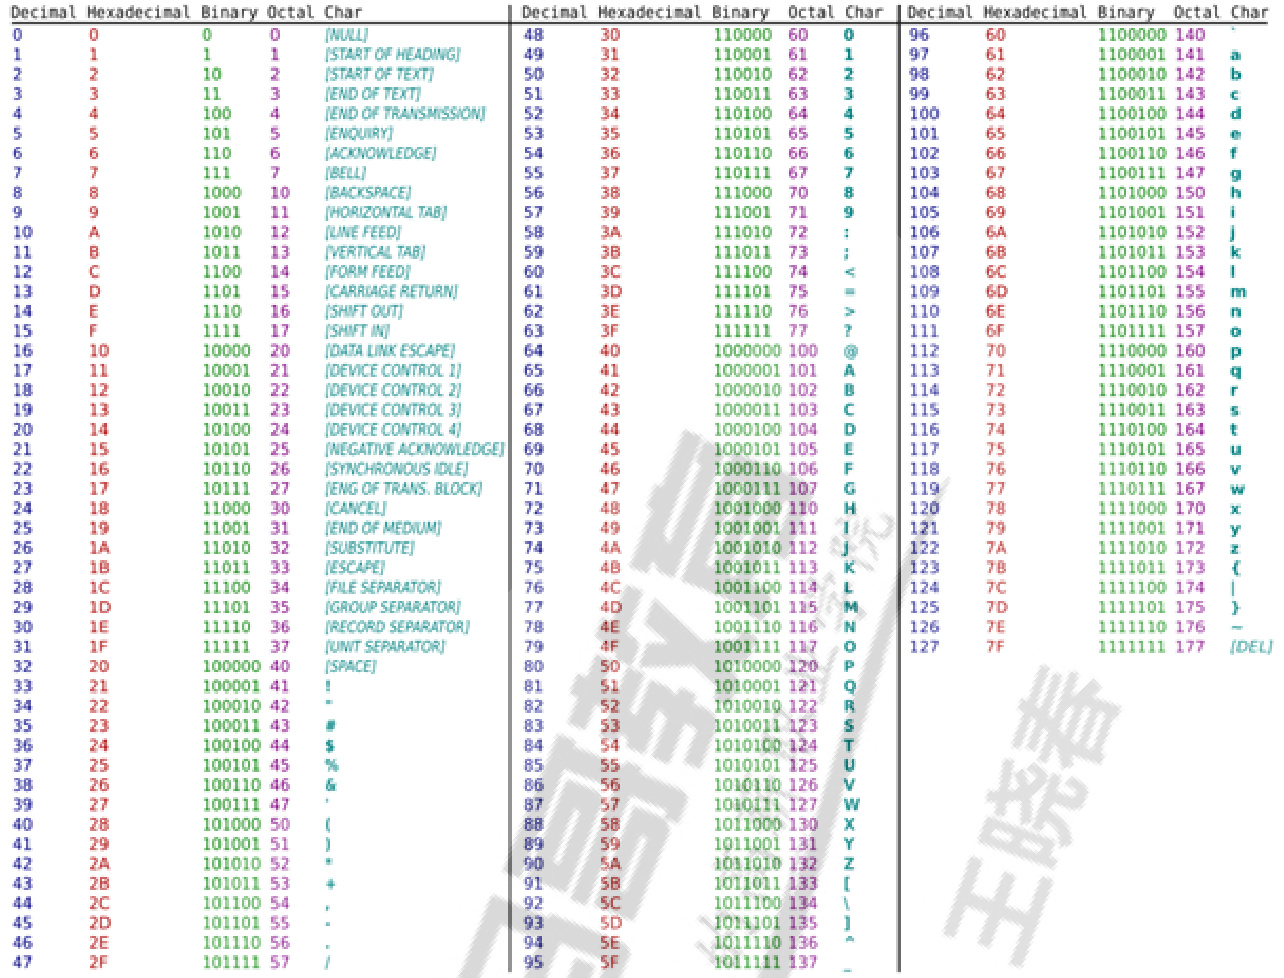 Decimal Hexadecimal Binary Octal Char
0 0 0 0 [NULL]
1 1 1 1 [START OF HEADING]
2 2 10 2 [START OF TEXT]
3 3 11 3 [END OF TEXT]
4 4 100 4 [END OF TRANSMISSION]
5 5 101 5 [ENQUIRY]
6 6 110 6 [ACKNOWLEDGE]
7 7 111 7 [BELL]
8 8 1000 10 [BACKSPACE]
9 9 1001 11 [HORIZONTAL TAB]
10 A 1010 12 [LINE FEED]
11 B 1011 13 [VERTICAL TAB]
12 C 1100 14 [FORM FEED]
13 D 1101 15 [CARRIAGE RETURN]
14 E 1110 16 [SHIFT OUT]
15 F 1111 17 [SHIFT IN]
16 10 10000 20 [DATA LINK ESCAPE]
17 11 10001 21 [DEVICE CONTROL 1]
18 12 10010 22 [DEVICE CONTROL 2]
19 13 10011 23 [DEVICE CONTROL 3]
20 14 10100 24 [DEVICE CONTROL 4]
21 15 10101 25 [NEGATIVE ACKNOWLEDGE]
22 16 10110 26 [SYNCHRONOUS IDLE]
23 17 10111 27 [ENG OF TRANS. BLOCK]
24 18 11000 30 [CANCEL]
25 19 11001 31 [END OF MEDIUM]
26 1A 11010 32 [SUBSTITUTE]
27 1B 11011 33 [ESCAPE]
28 1C 11100 34 [FILE SEPARATOR]
29 1D 11101 35 [GROUP SEPARATOR]
30 1E 11110 36 [RECORD SEPARATOR]
31 1F 11111 37 [UNIT SEPARATOR]
32 20 100000 40 [SPACE]
33 21 100001 41 !
34 22 100010 42 "
35 23 100011 43 #
36 24 100100 44 $
37 25 100101 45 %
38 26 100110 46 &
39 27 100111 47 '
40 28 101000 50 (
41 29 101001 51 )
42 2A 101010 52 *
43 2B 101011 53 +
44 2C 101100 54 ,
45 2D 101101 55 -
46 2E 101110 56 .
47 2F 101111 57 /
Decimal Hexadecimal Binary Octal Char
48 30 110000 60 0
49 31 110001 61 1
50 32 110010 62 2
51 33 110011 63 3
52 34 110100 64 4
53 35 110101 65 5
54 36 110110 66 6
55 37 110111 67 7
56 38 111000 70 8
57 39 111001 71 9
58 3A 111010 72 :
59 3B 111011 73 ;
60 3C 111100 74 <
61 3D 111101 75 =
62 3E 111110 76 >
63 3F 111111 77 ?
64 40 1000000 100 @
65 41 1000001 101 A
66 42 1000010 102 B
67 43 1000011 103 C
68 44 1000100 104 D
69 45 1000101 105 E
70 46 1000110 106 F
71 47 1000111 107 G
72 48 1001000 110 H
73 49 1001001 111 I
74 4A 1001010 112 J
75 4B 1001011 113 K
76 4C 1001100 114 L
77 4D 1001101 115 M
78 4E 1001110 116 N
79 4F 1001111 117 O
80 50 1010000 120 P
81 51 1010001 121 Q
82 52 1010010 122 R
83 53 1010011 123 S
84 54 1010100 124 T
85 55 1010101 125 U
86 56 1010110 126 V
87 57 1010111 127 W
88 58 1011000 130 X
89 59 1011001 131 Y
90 5A 1011010 132 Z
91 5B 1011011 133 [
92 5C 1011100 134 \
93 5D 1011101 135 ]
94 5E 1011110 136 ^
95 5F 1011111 137 _
Decimal Hexadecimal Binary Octal Char
96 60 1100000 140 `
97 61 1100001 141 a
98 62 1100010 142 b
99 63 1100011 143 c
100 64 1100100 144 d
101 65 1100101 145 e
102 66 1100110 146 f
103 67 1100111 147 g
104 68 1101000 150 h
105 69 1101001 151 i
106 6A 1101010 152 j
107 6B 1101011 153 k
108 6C 1101100 154 l
109 6D 1101101 155 m
110 6E 1101110 156 n
111 6F 1101111 157 o
112 70 1110000 160 p
113 71 1110001 161 q
114 72 1110010 162 r
115 73 1110011 163 s
116 74 1110100 164 t
117 75 1110101 165 u
118 76 1110110 166 v
119 77 1110111 167 w
120 78 1111000 170 x
121 79 1111001 171 y
122 7A 1111010 172 z
123 7B 1111011 173 {
124 7C 1111100 174 |
125 7D 1111101 175 }
126 7E 1111110 176 ~
127 7F 1111111 177 [DEL]
哥教育
王晓春